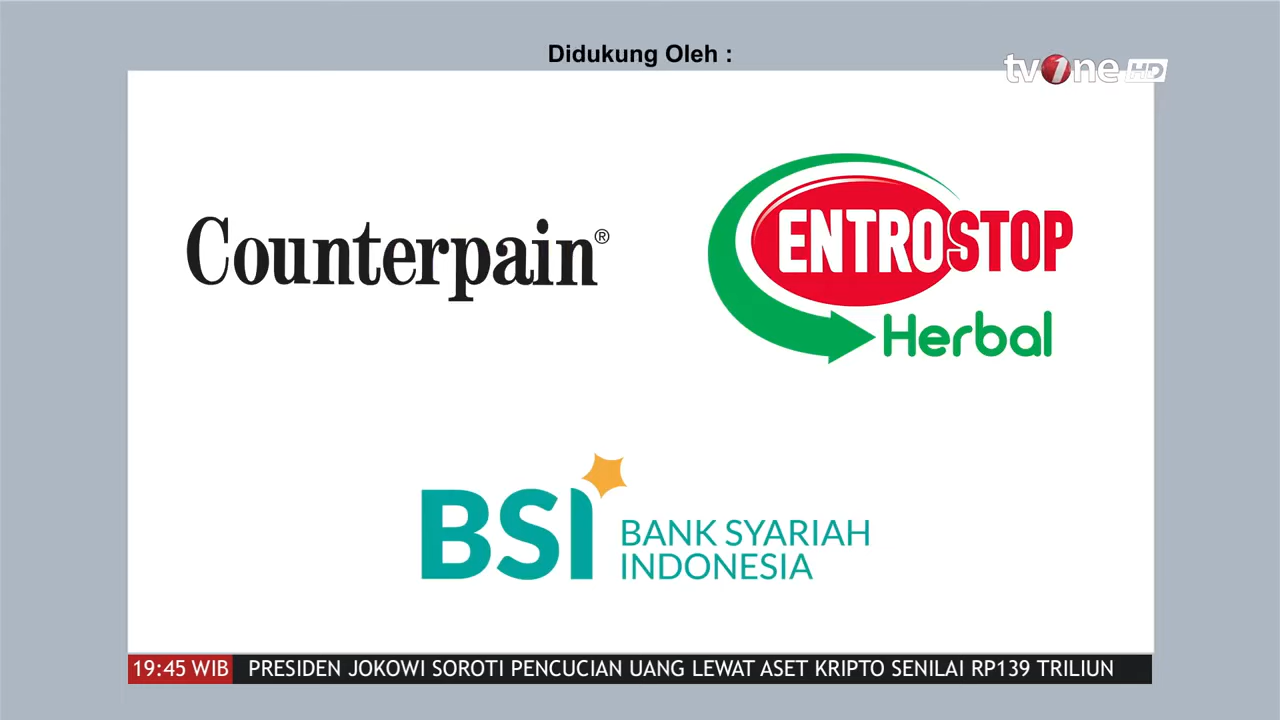 Didukung Oleh :
tvOne HD
Counterpain®
ENTROSTOP
Herbal
BSI BANK SYARIAH
INDONESIA
19:45 WIB PRESIDEN JOKOWI SOROTI PENCUCIAN UANG LEWAT ASET KRIPTO SENILAI RP139 TRILIUN